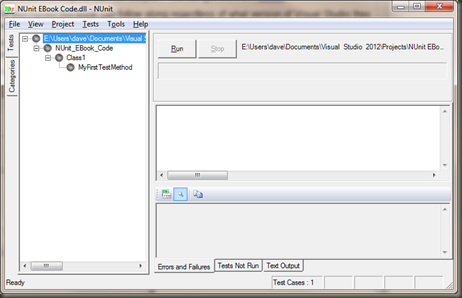 NUnit EBook Code.dll - NUnit
File View Project Tests Tools Help
Tests
Categories
E:\Users\dave\Documents\Visual S
NUnit_EBook_Code
Class1
MyFirstTestMethod
Run Stop E:\Users\dave\Documents\Visual Studio 2012\Projects\NUnit EBo...
Errors and Failures Tests Not Run Text Output
Ready Test Cases : 1